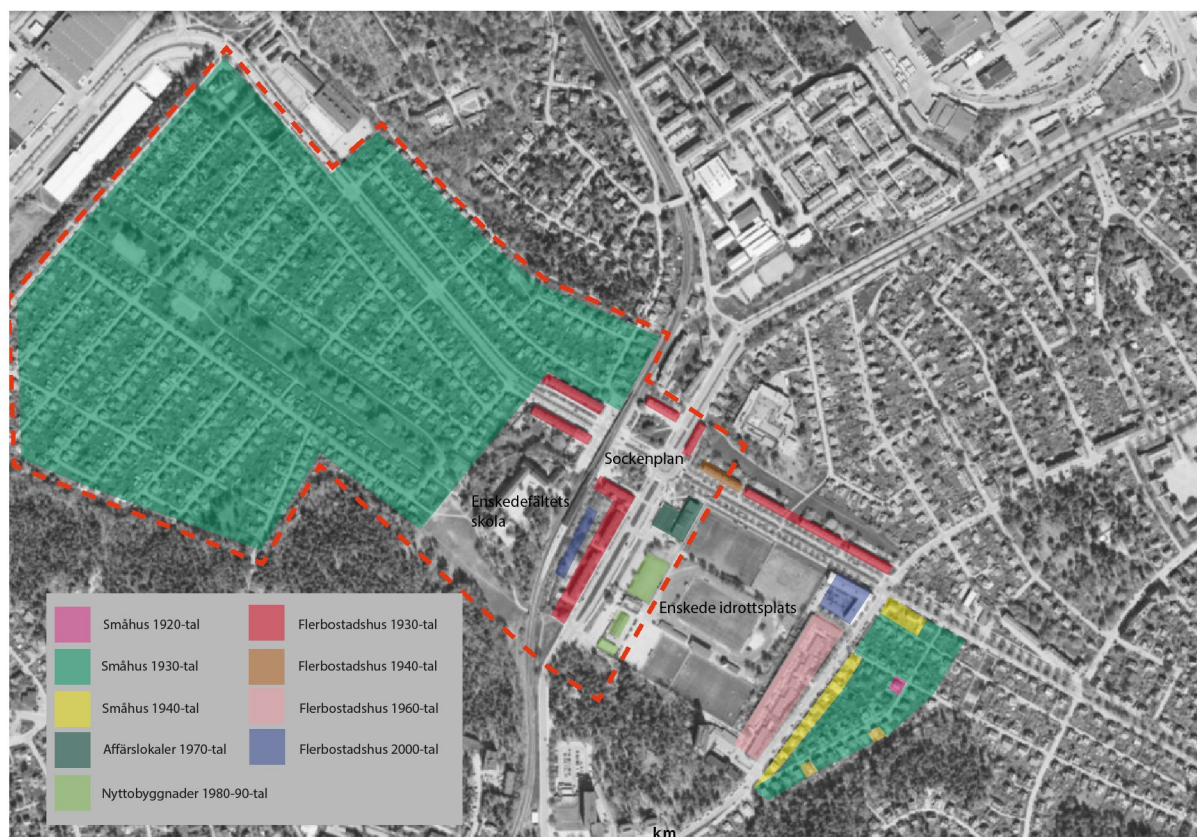 Sockenplan
Enskedefältets
skola
Enskede idrottsplats
Småhus 1920-tal
Småhus 1930-tal
Småhus 1940-tal
Affärslokaler 1970-tal
Nyttobyggnader 1980-90-tal
Flerbostadshus 1930-tal
Flerbostadshus 1940-tal
Flerbostadshus 1960-tal
Flerbostadshus 2000-tal
km